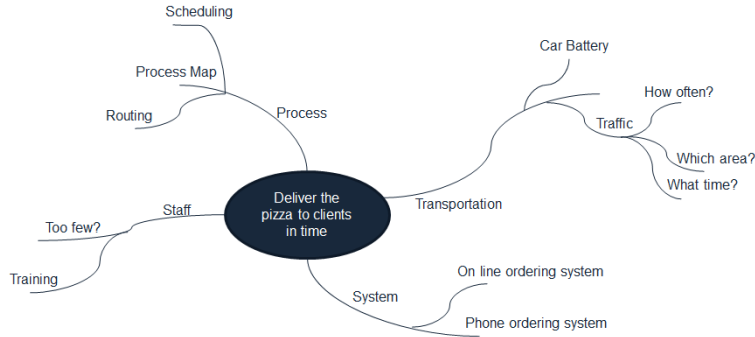 Scheduling
Car Battery
Process Map
How often?
Routing
Process
Traffic
Which area?
What time?
Deliver the
pizza to clients
in time
Transportation
Staff
Too few?
Training
On line ordering system
System
Phone ordering system